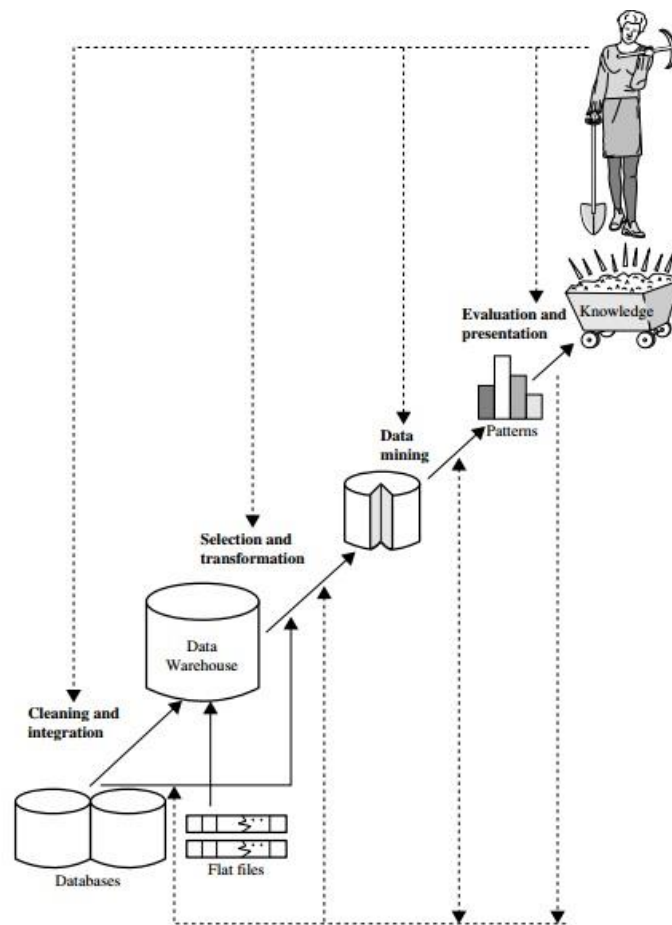 Evaluation and
presentation
Knowledge
Patterns
Data
mining
Selection and
transformation
Data
Warehouse
Cleaning and
integration
Databases
Flat files